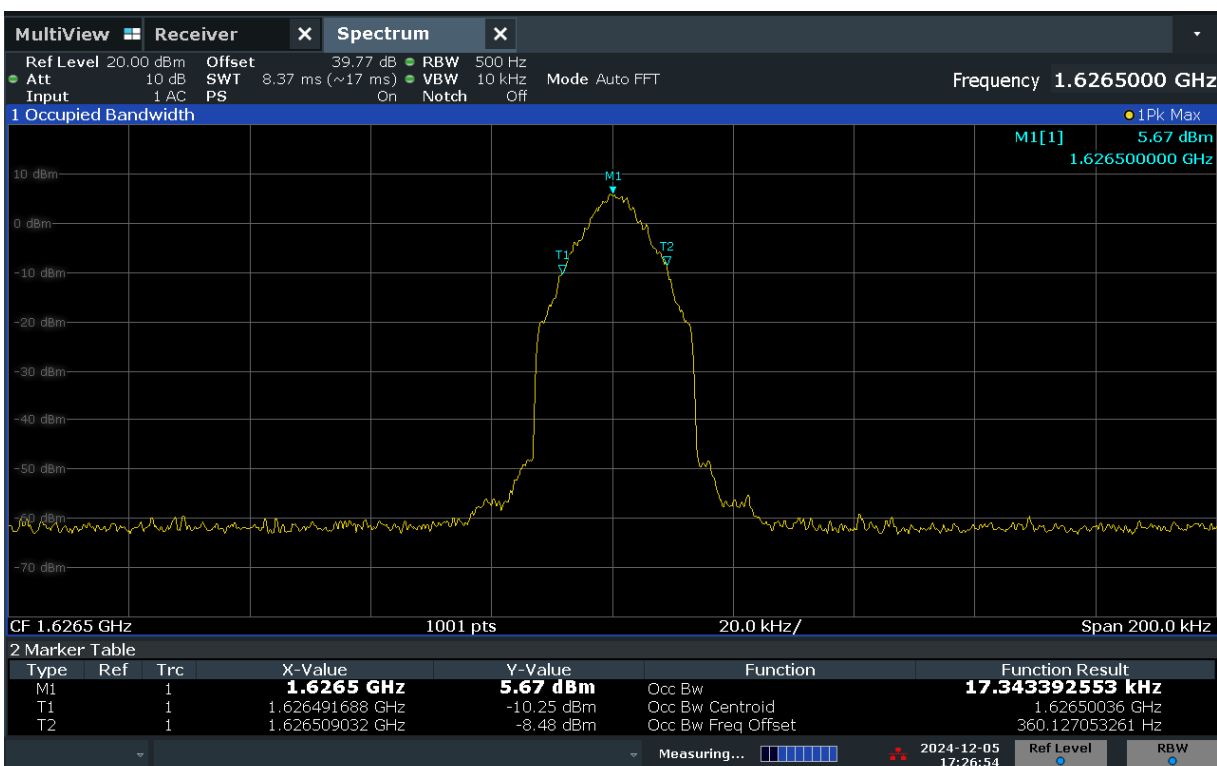 MultiView Receiver X Spectrum X
Ref Level 20.00 dBm Offset 39.77 dB RBW 500 Hz
Att 10 dB SWT 8.37 ms (~17 ms) VBW 10 kHz Mode Auto FFT
Input 1 AC PS On Notch Off
Frequency 1.6265000 GHz
1 Occupied Bandwidth 1Pk Max
M1[1] 5.67 dBm
1.626500000 GHz
10 dBm
M1
0 dBm
T1 T2
-10 dBm
-20 dBm
-30 dBm
-40 dBm
-50 dBm
-60 dBm
-70 dBm
CF 1.6265 GHz 1001 pts 20.0 kHz/ Span 200.0 kHz
2 Marker Table
Type Ref Trc X-Value Y-Value Function Function Result
M1 1 1.6265 GHz 5.67 dBm Occ Bw 17.343392553 kHz
T1 1 1.626491688 GHz -10.25 dBm Occ Bw Centroid 1.62650036 GHz
T2 1 1.626509032 GHz -8.48 dBm Occ Bw Freq Offset 360.127053261 Hz
Measuring... 2024-12-05 Ref Level RBW
17:26:54